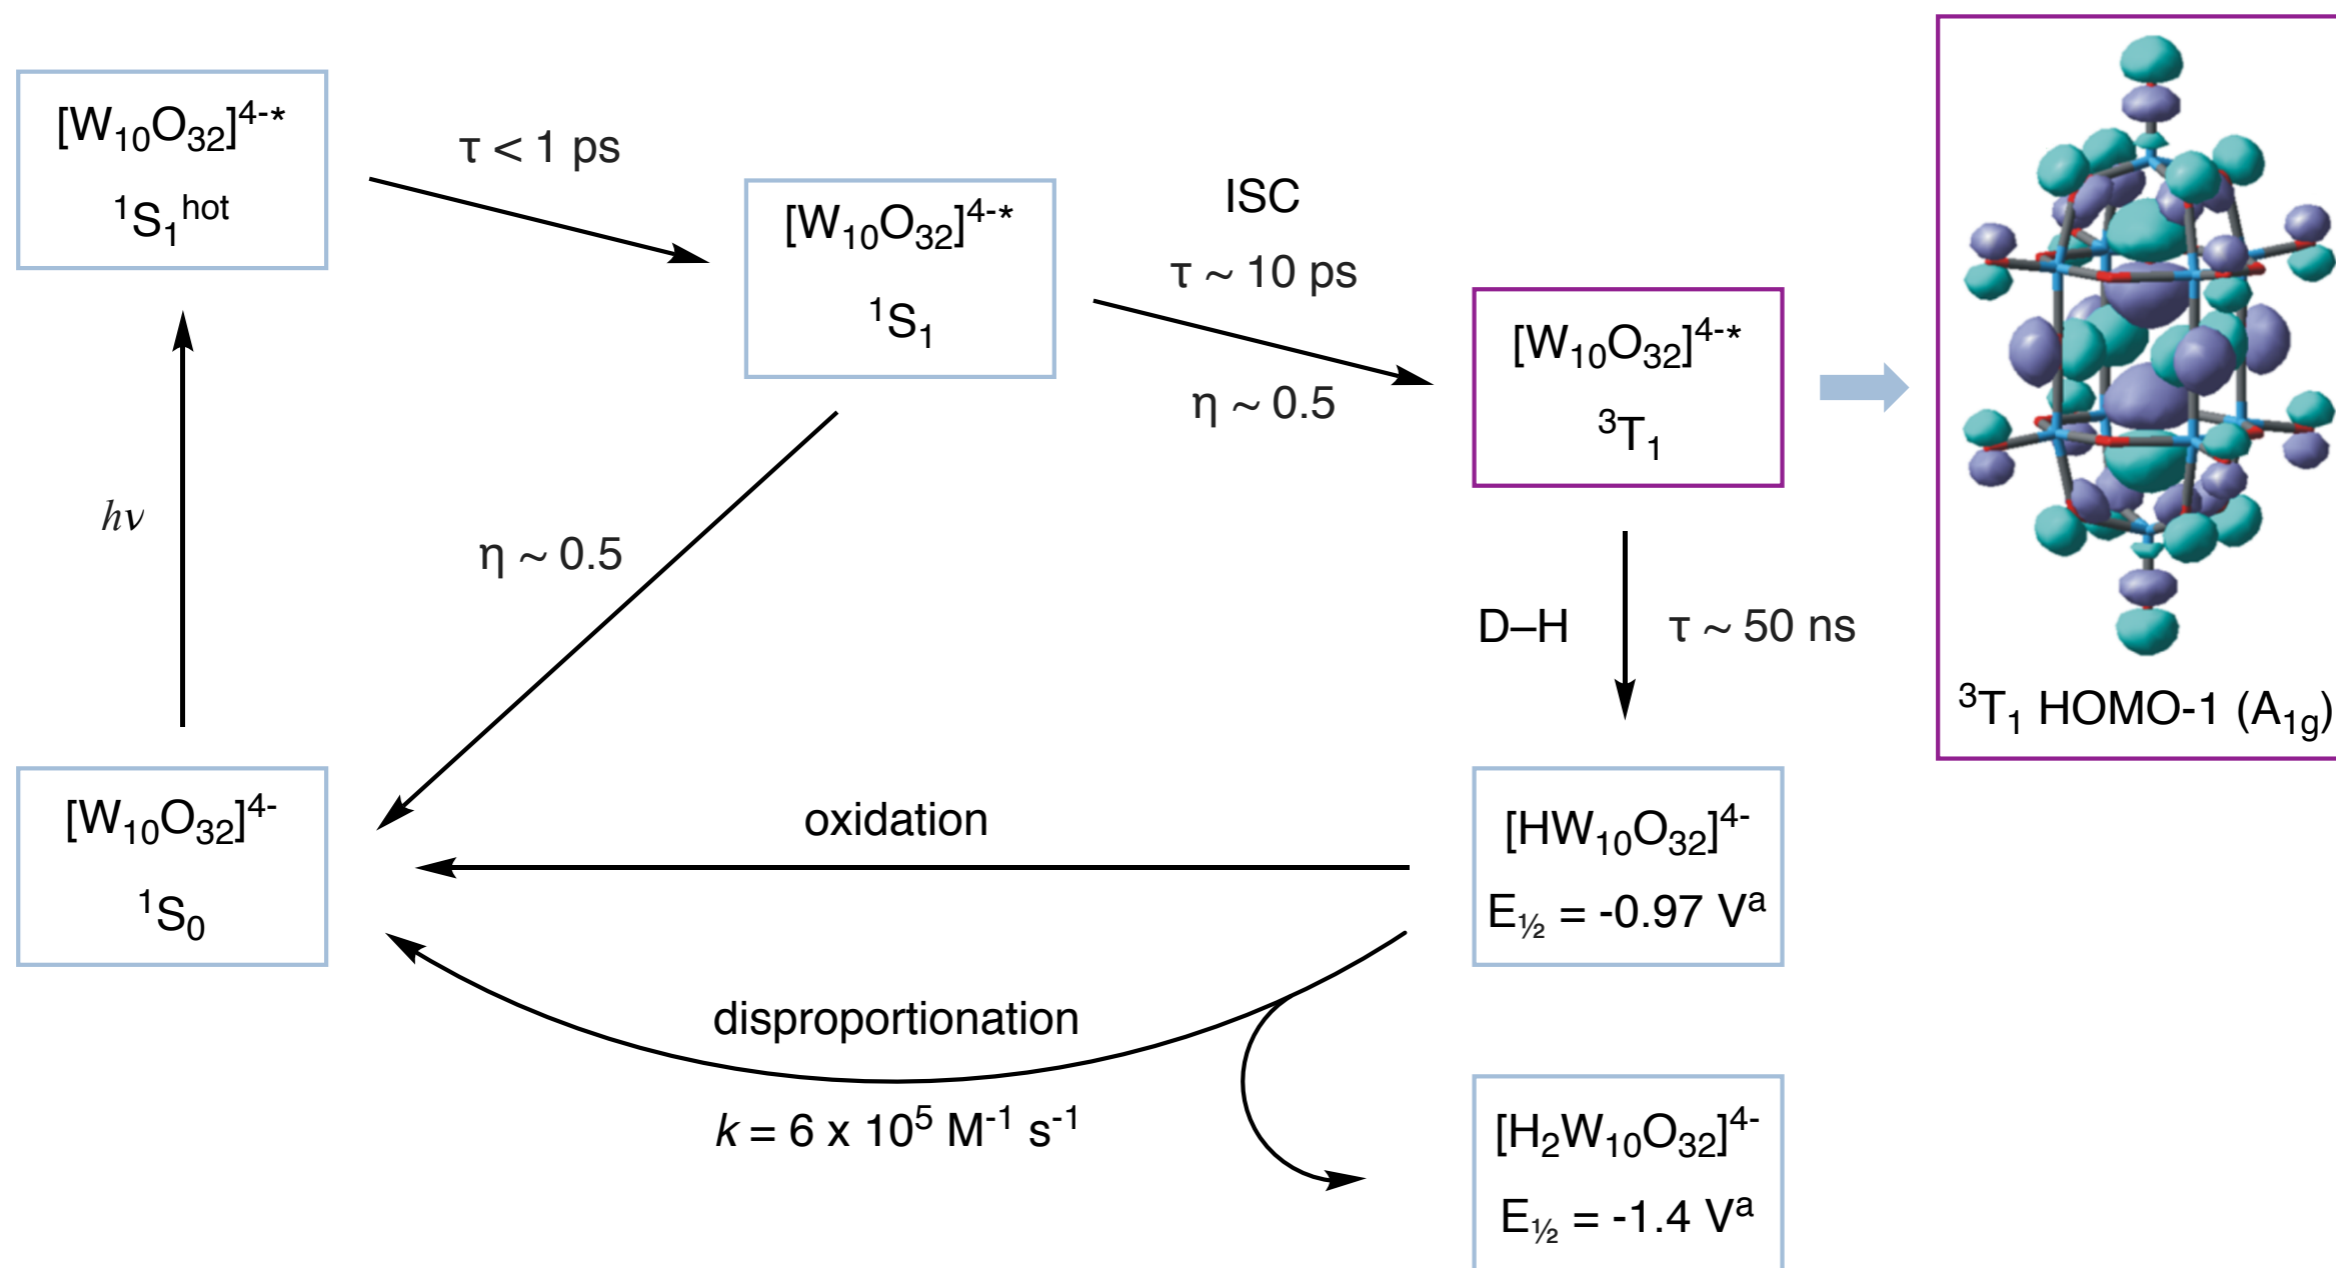 [W₁₀O₃₂]⁴⁻*
¹S₁ʰᵒᵗ
τ < 1 ps
[W₁₀O₃₂]⁴⁻*
¹S₁
ISC
τ ~ 10 ps
η ~ 0.5
[W₁₀O₃₂]⁴⁻*
³T₁
³T₁ HOMO-1 (A₁g)
hν
η ~ 0.5
D–H
τ ~ 50 ns
[W₁₀O₃₂]⁴⁻
¹S₀
oxidation
[HW₁₀O₃₂]⁴⁻
E½ = -0.97 Vᵃ
disproportionation
k = 6 x 10⁵ M⁻¹ s⁻¹
[H₂W₁₀O₃₂]⁴⁻
E½ = -1.4 Vᵃ